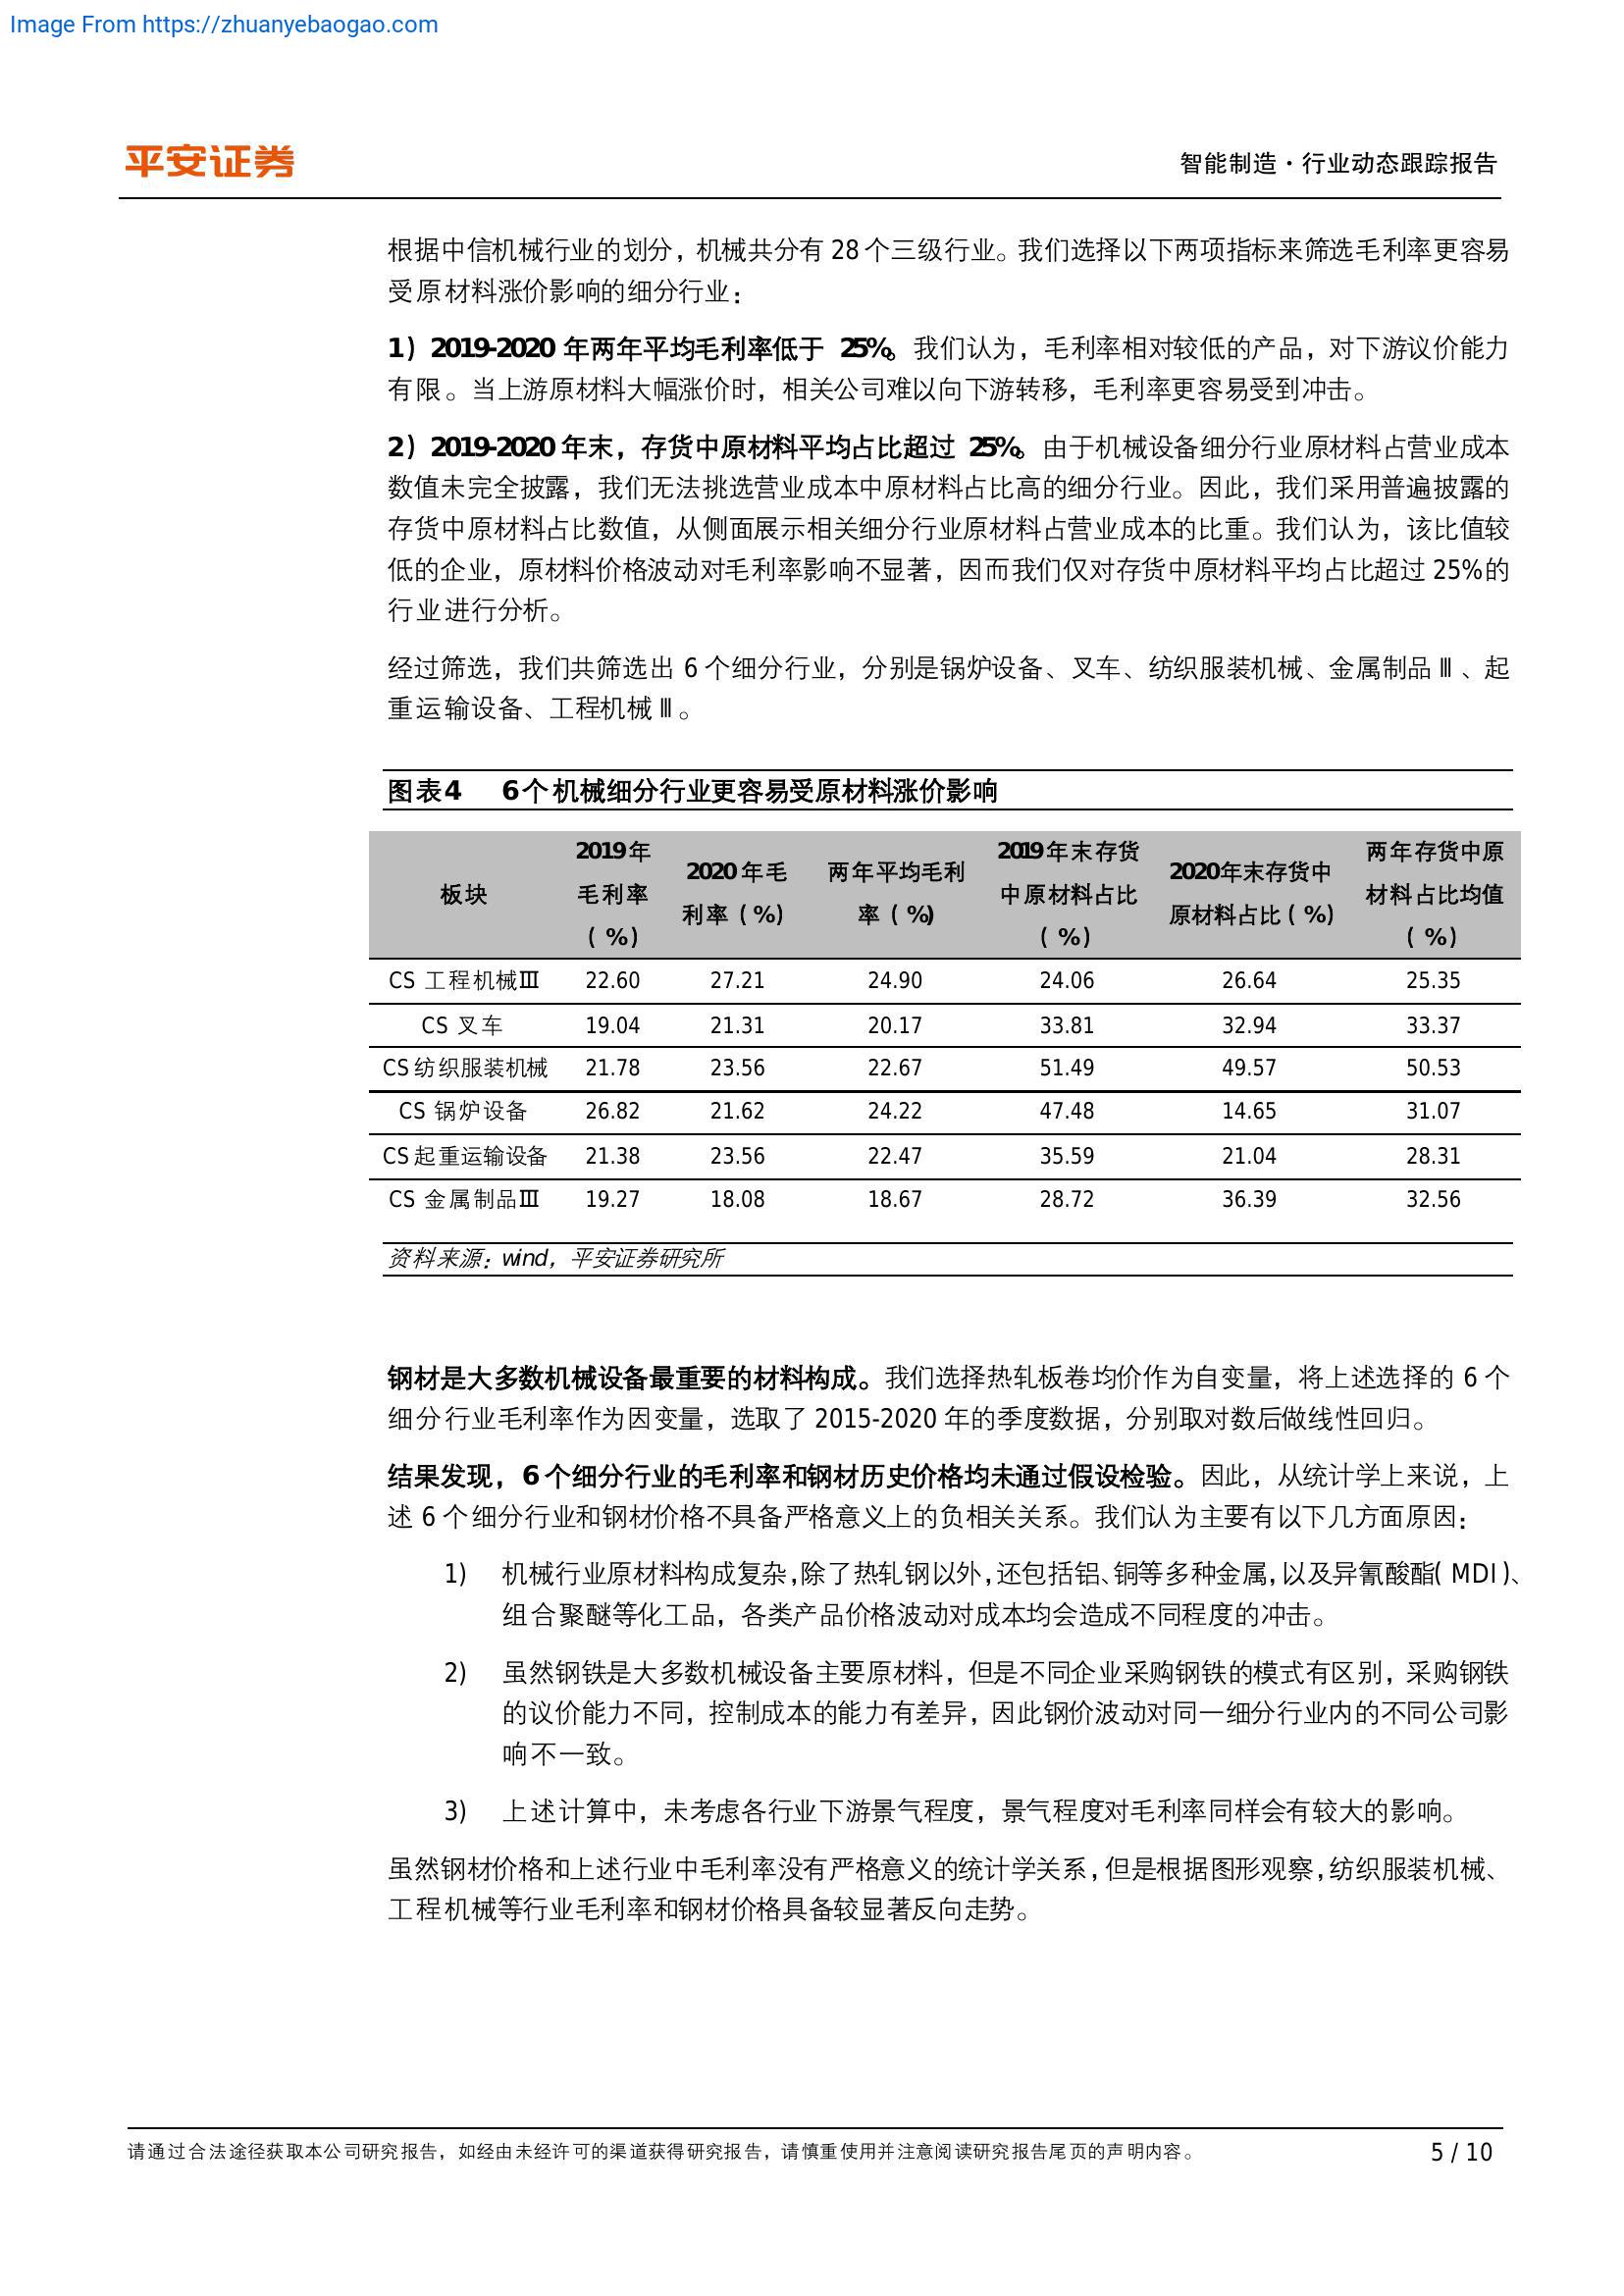 Image From https://zhuanyebaogao.com
平安证券
智能制造·行业动态跟踪报告
根据中信机械行业的划分，机械共分有 28 个三级行业。我们选择以下两项指标来筛选毛利率更容易
受原材料涨价影响的细分行业：
1）2019-2020 年两年平均毛利率低于 25%。我们认为，毛利率相对较低的产品，对下游议价能力
有限。当上游原材料大幅涨价时，相关公司难以向下游转移，毛利率更容易受到冲击。
2）2019-2020 年末，存货中原材料平均占比超过 25%。由于机械设备细分行业原材料占营业成本
数值未完全披露，我们无法挑选营业成本中原材料占比高的细分行业。因此，我们采用普遍披露的
存货中原材料占比数值，从侧面展示相关细分行业原材料占营业成本的比重。我们认为，该比值较
低的企业，原材料价格波动对毛利率影响不显著，因而我们仅对存货中原材料平均占比超过 25%的
行业进行分析。
经过筛选，我们共筛选出 6 个细分行业，分别是锅炉设备、叉车、纺织服装机械、金属制品Ⅲ、起
重运输设备、工程机械Ⅲ。
图表4 6个机械细分行业更容易受原材料涨价影响
板块 2019年毛利率（%） 2020年毛利率（%） 两年平均毛利率（%） 2019年末存货中原材料占比（%） 2020年末存货中原材料占比（%） 两年存货中原材料占比均值（%）
CS 工程机械Ⅲ 22.60 27.21 24.90 24.06 26.64 25.35
CS 叉车 19.04 21.31 20.17 33.81 32.94 33.37
CS 纺织服装机械 21.78 23.56 22.67 51.49 49.57 50.53
CS 锅炉设备 26.82 21.62 24.22 47.48 14.65 31.07
CS 起重运输设备 21.38 23.56 22.47 35.59 21.04 28.31
CS 金属制品Ⅲ 19.27 18.08 18.67 28.72 36.39 32.56
资料来源：wind，平安证券研究所
钢材是大多数机械设备最重要的材料构成。我们选择热轧板卷均价作为自变量，将上述选择的 6 个
细分行业毛利率作为因变量，选取了 2015-2020 年的季度数据，分别取对数后做线性回归。
结果发现，6 个细分行业的毛利率和钢材历史价格均未通过假设检验。因此，从统计学上来说，上
述 6 个细分行业和钢材价格不具备严格意义上的负相关关系。我们认为主要有以下几方面原因：
1) 机械行业原材料构成复杂，除了热轧钢以外，还包括铝、铜等多种金属，以及异氰酸酯（MDI）、
组合聚醚等化工品，各类产品价格波动对成本均会造成不同程度的冲击。
2) 虽然钢铁是大多数机械设备主要原材料，但是不同企业采购钢铁的模式有区别，采购钢铁
的议价能力不同，控制成本的能力有差异，因此钢价波动对同一细分行业内的不同公司影
响不一致。
3) 上述计算中，未考虑各行业下游景气程度，景气程度对毛利率同样会有较大的影响。
虽然钢材价格和上述行业中毛利率没有严格意义的统计学关系，但是根据图形观察，纺织服装机械、
工程机械等行业毛利率和钢材价格具备较显著反向走势。
请通过合法途径获取本公司研究报告，如经由未经许可的渠道获得研究报告，请慎重使用并注意阅读研究报告尾页的声明内容。
5 / 10